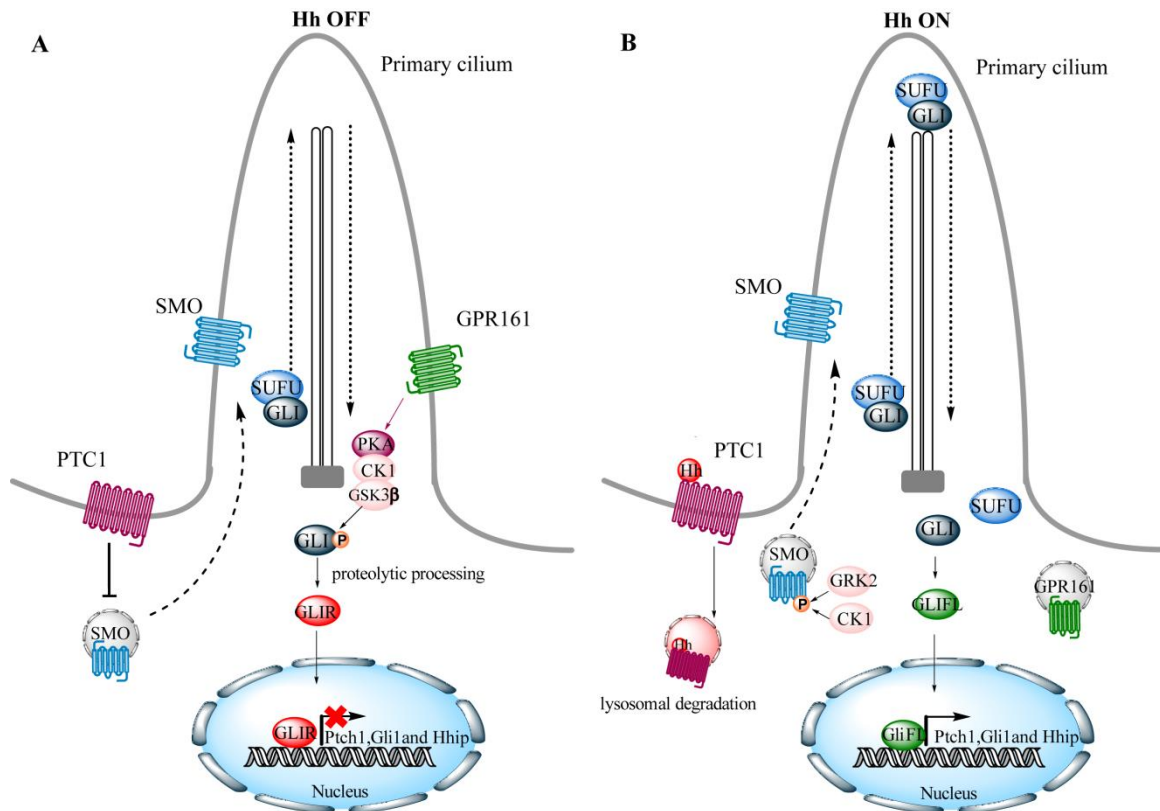 A
Hh OFF
Primary cilium
SMO
GPR161
SUFU
GLI
PKA
CK1
GSK3β
PTC1
GLI P
proteolytic processing
SMO
GLIR
GLIR
Ptch1,Gli1and Hhip
Nucleus
B
Hh ON
Primary cilium
SUFU
GLI
SMO
SUFU
GLI
PTC1
Hh
SUFU
GLI
SMO
P
GRK2
CK1
GLIFL
GPR161
Hh
lysosomal degradation
GliFL
Ptch1,Gli1and Hhip
Nucleus